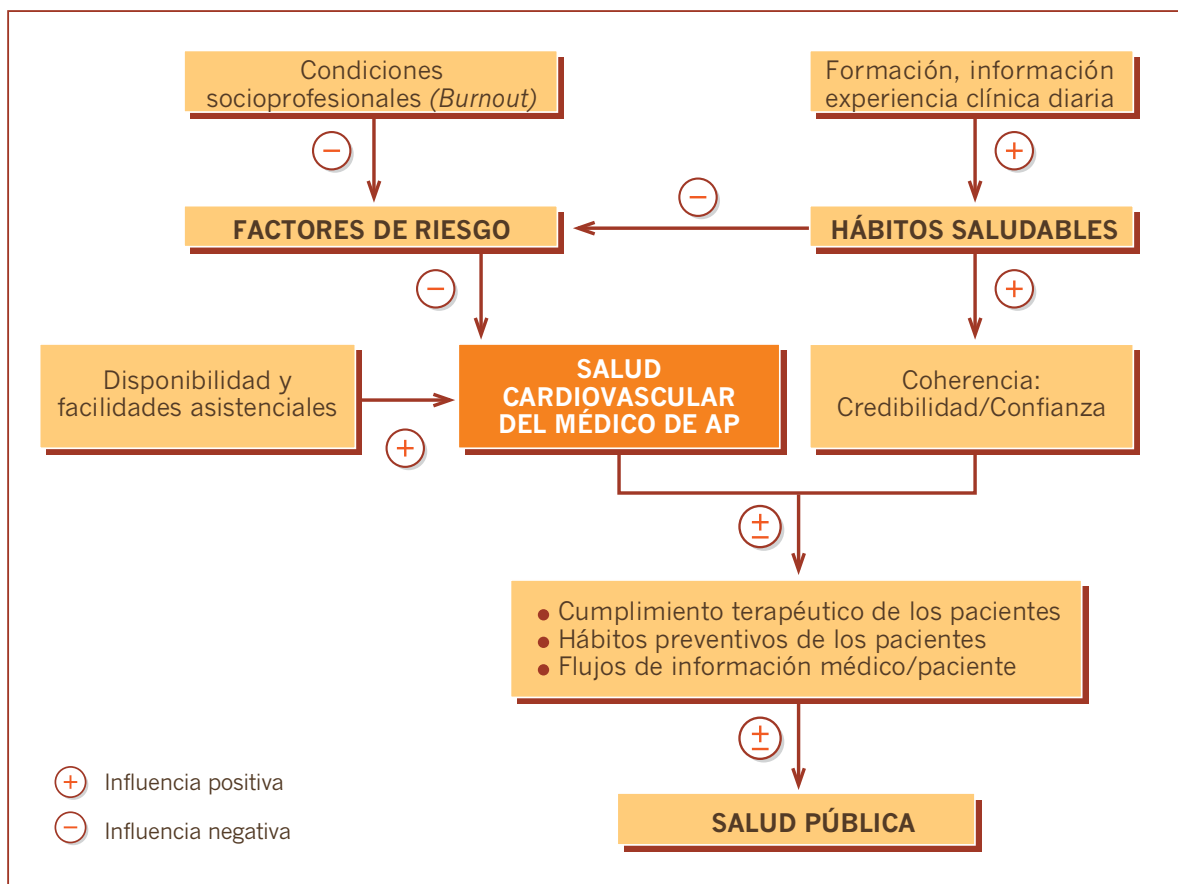 Condiciones
socioprofesionales (Burnout)
Formación, información
experiencia clínica diaria
−
+
−
FACTORES DE RIESGO
HÁBITOS SALUDABLES
−
+
Disponibilidad y
facilidades asistenciales
SALUD
CARDIOVASCULAR
DEL MÉDICO DE AP
Coherencia:
Credibilidad/Confianza
+
±
• Cumplimiento terapéutico de los pacientes
• Hábitos preventivos de los pacientes
• Flujos de información médico/paciente
±
+ Influencia positiva
− Influencia negativa
SALUD PÚBLICA